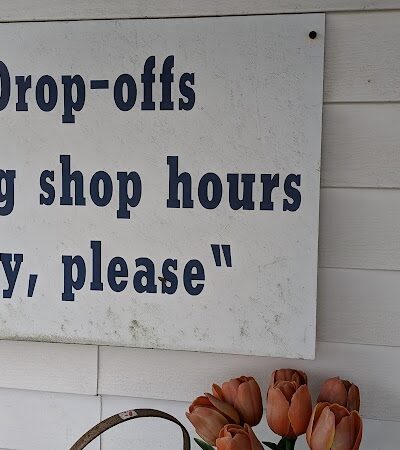 Drop-offs
g shop hours
y, please“